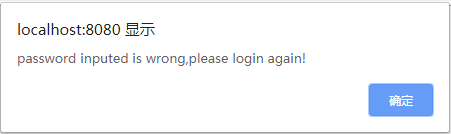 localhost:8080 显示
password inputed is wrong,please login again!
确定